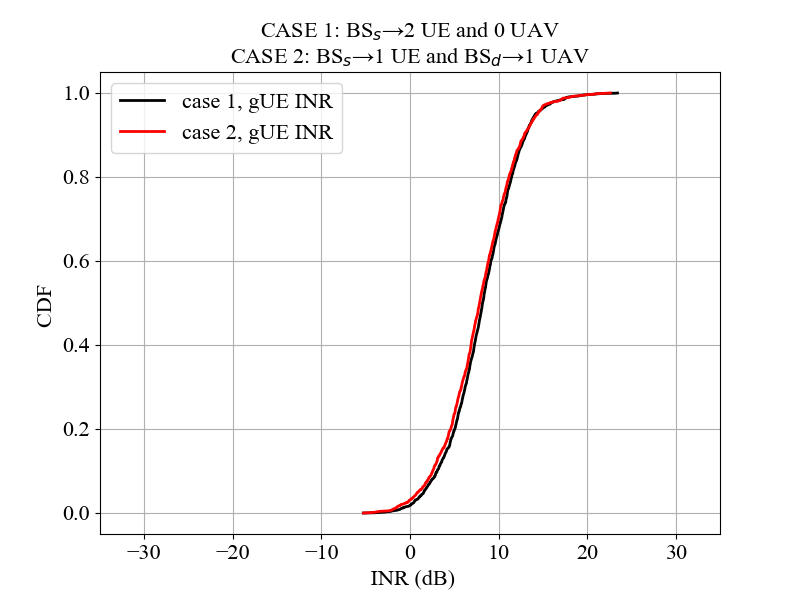 CASE 1: BSₛ→2 UE and 0 UAV
CASE 2: BSₛ→1 UE and BS_d→1 UAV
case 1, gUE INR
case 2, gUE INR
1.0
0.8
0.6
0.4
0.2
0.0
CDF
−30
−20
−10
0
10
20
30
INR (dB)